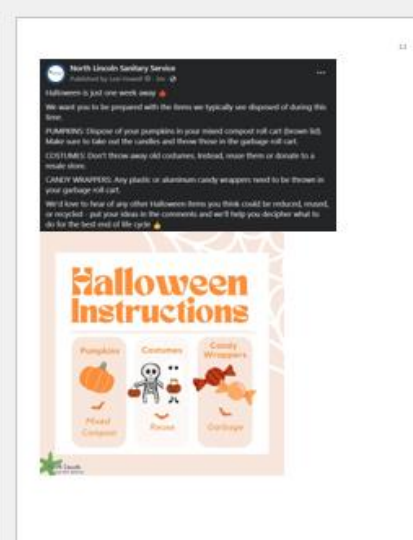 North Lincoln Sanitary Service
Published by
Halloween is just one week away
We want you to be prepared with the items we typically see disposed of during this
time.
PUMPKINS: Dispose of your pumpkins in your mixed compost roll cart (brown lid).
Make sure to take out the candles and throw those in the garbage roll cart.
COSTUMES: Don't throw away old costumes. Instead, reuse them or donate to a
resale store.
CANDY WRAPPERS: Any plastic or aluminum candy wrappers need to be thrown in
your garbage roll cart.
We'd love to hear of any other Halloween items you think could be reduced, reused,
or recycled - put your ideas in the comments and we'll help you decipher what to
do for the best end of life cycle
Halloween
Instructions
Pumpkins
Mixed
Compost
Costumes
Reuse
Candy
Wrappers
Garbage